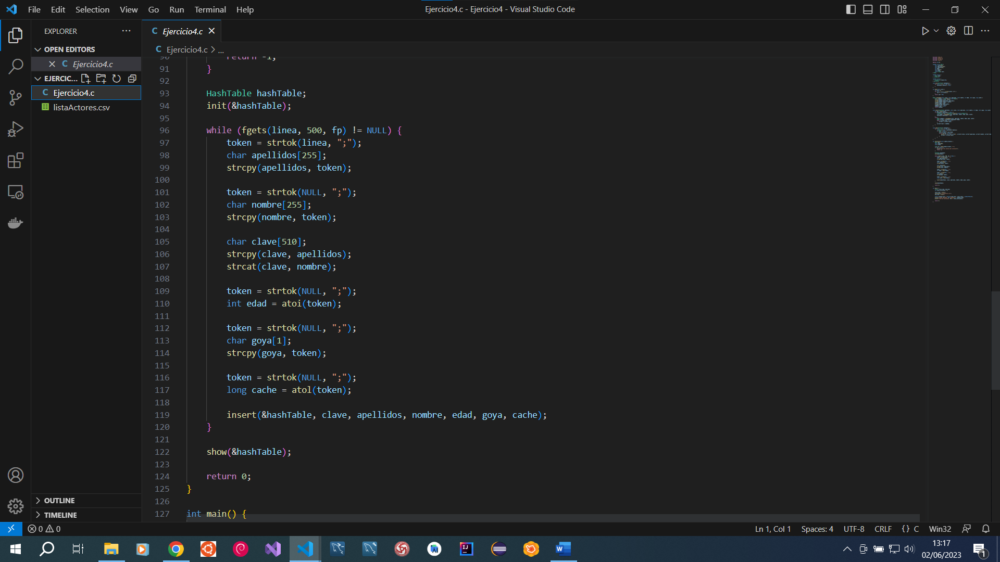 File Edit Selection View Go Run Terminal Help
Ejercicio4.c - Ejercicio4 - Visual Studio Code
EXPLORER
OPEN EDITORS
Ejercicio4.c
EJERCIC...
Ejercicio4.c
listaActores.csv
OUTLINE
TIMELINE
Ejercicio4.c
Ejercicio4.c > ...
90 return -1;
91 }
92
93 HashTable hashTable;
94 init(&hashTable);
95
96 while (fgets(linea, 500, fp) != NULL) {
97 token = strtok(linea, ";");
98 char apellidos[255];
99 strcpy(apellidos, token);
100
101 token = strtok(NULL, ";");
102 char nombre[255];
103 strcpy(nombre, token);
104
105 char clave[510];
106 strcpy(clave, apellidos);
107 strcat(clave, nombre);
108
109 token = strtok(NULL, ";");
110 int edad = atoi(token);
111
112 token = strtok(NULL, ";");
113 char goya[1];
114 strcpy(goya, token);
115
116 token = strtok(NULL, ";");
117 long cache = atol(token);
118
119 insert(&hashTable, clave, apellidos, nombre, edad, goya, cache);
120 }
121
122 show(&hashTable);
123
124 return 0;
125 }
126
127 int main() {
0 0
Ln 1, Col 1 Spaces: 4 UTF-8 CRLF {} C Win32
13:17
02/06/2023
1